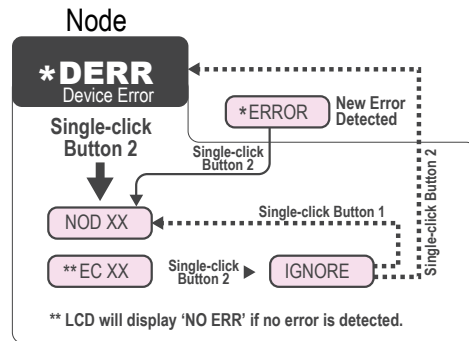 Node
*DERR
Device Error
*ERROR
New Error
Detected
Single-click
Button 2
Single-click
Button 2
NOD XX
Single-click Button 1
Single-click Button 2
**EC XX
Single-click
Button 2
IGNORE
** LCD will display 'NO ERR' if no error is detected.